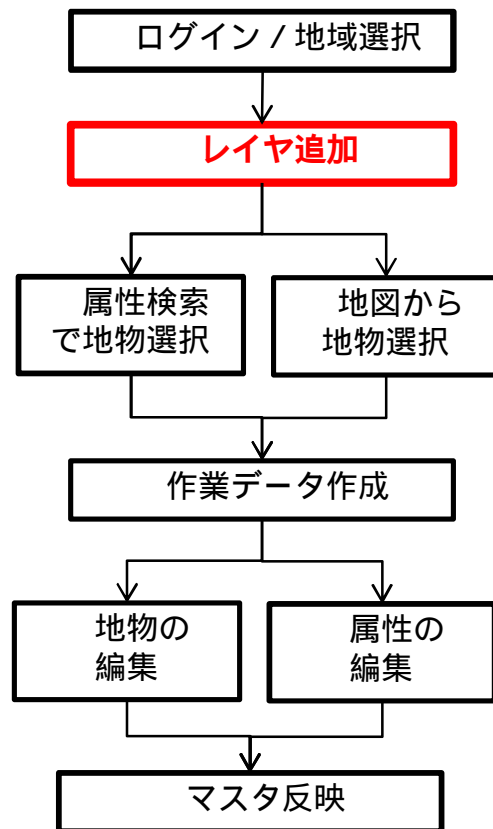 ログイン / 地域選択
レイヤ追加
属性検索
で地物選択
地図から
地物選択
作業データ作成
地物の
編集
属性の
編集
マスタ反映